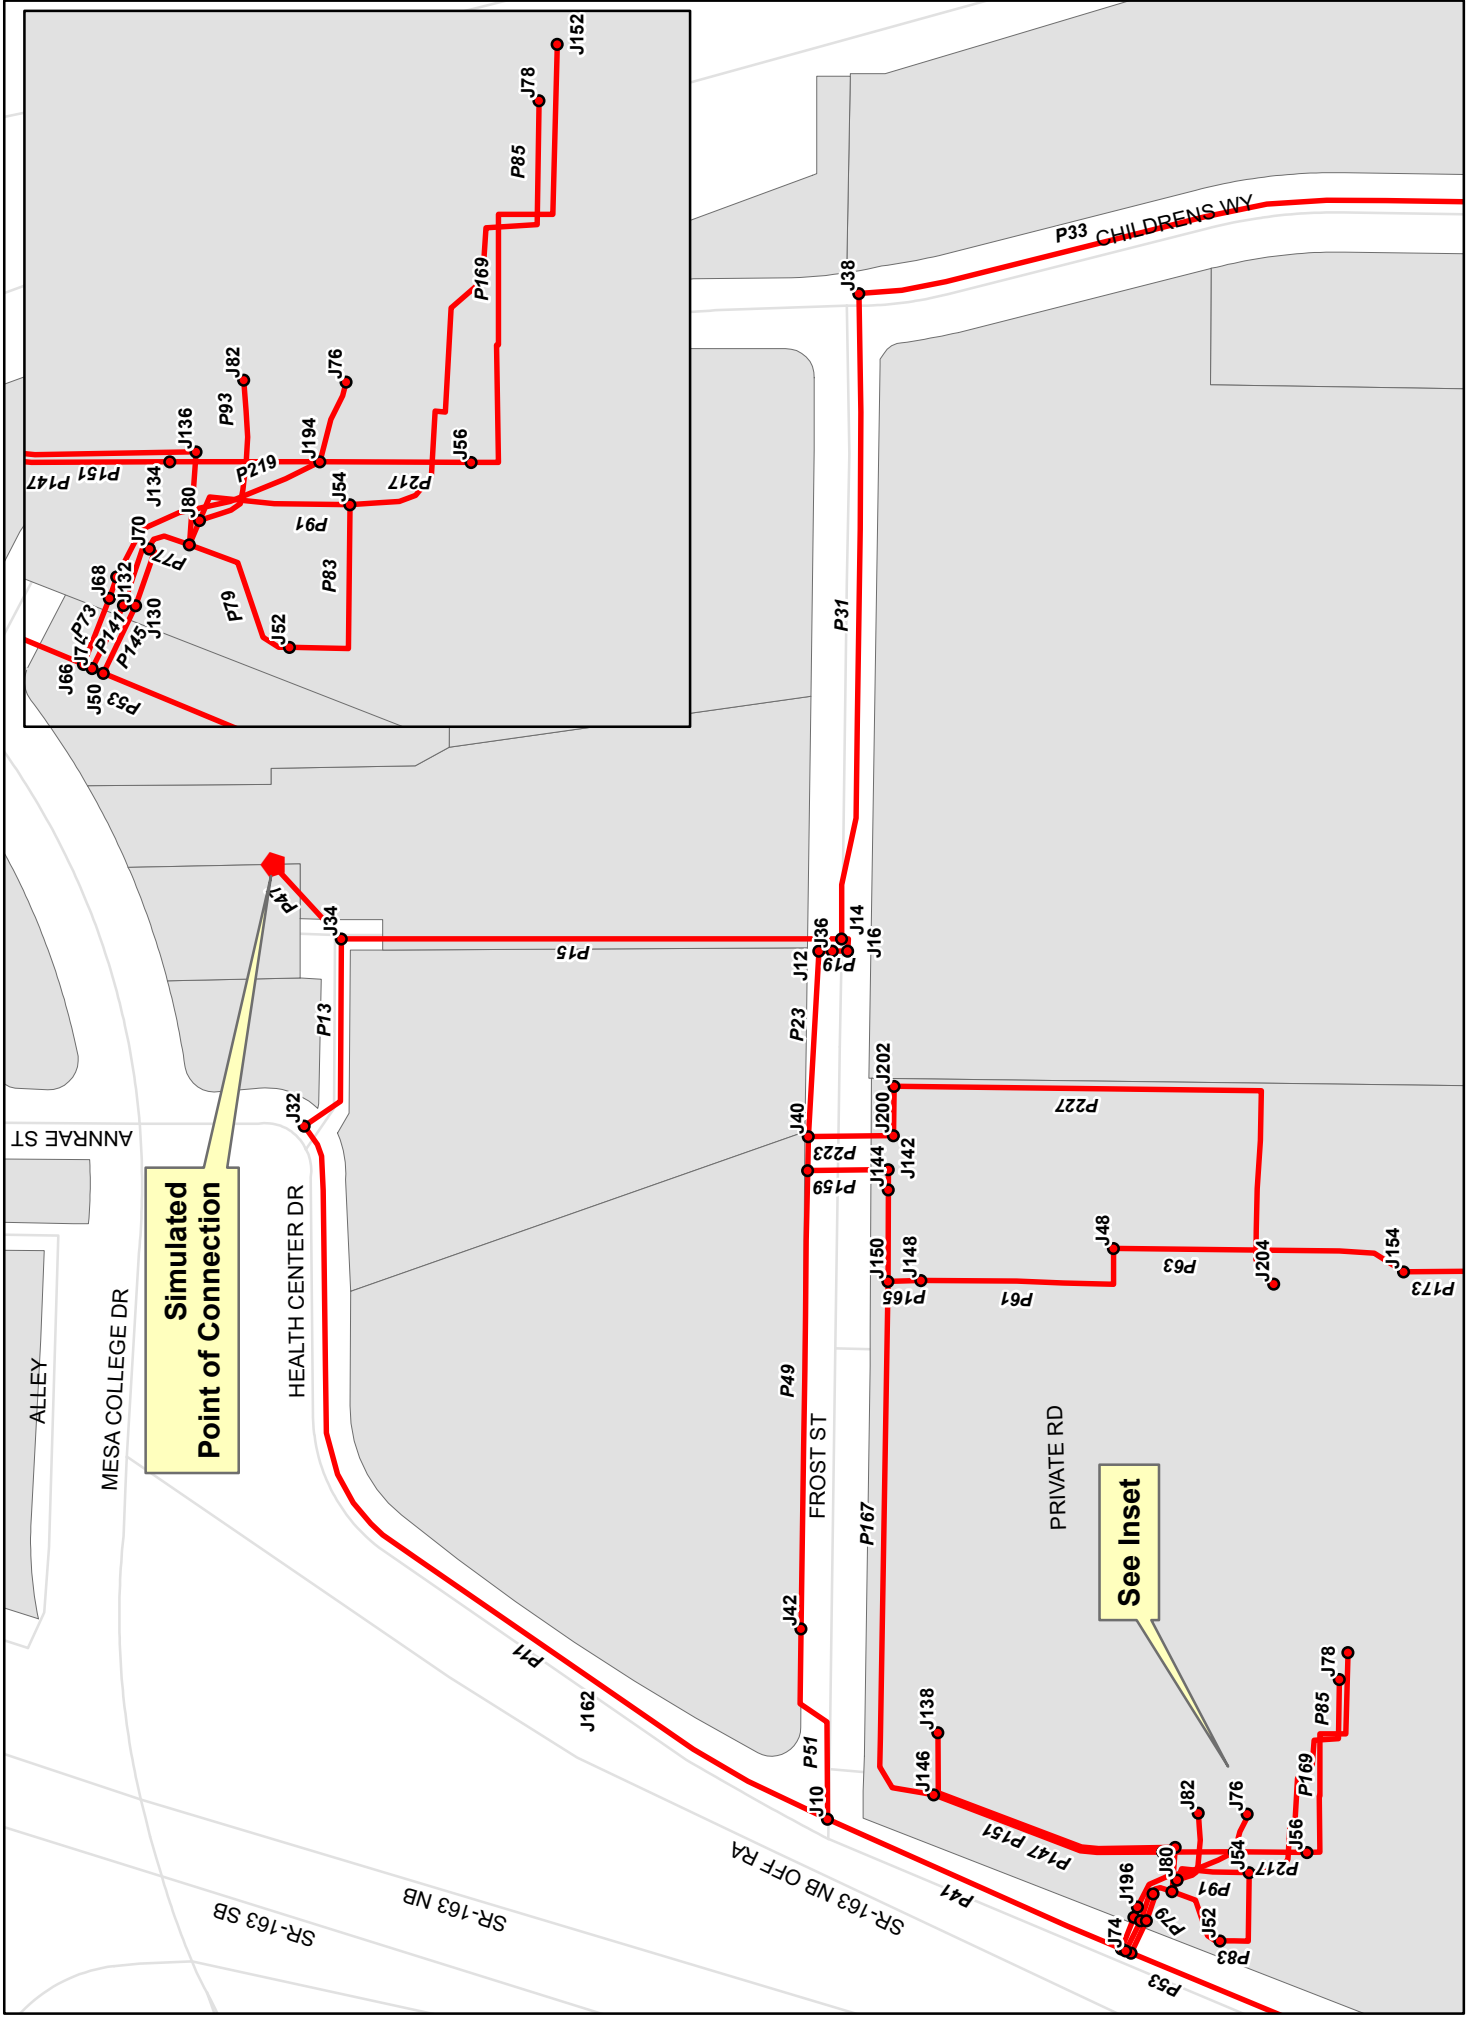 J152
J78
P85
P169
J82
P93
J136
J76
J194
J56
P147
P151
J134
P219
J80
J54
P217
P91
J70
P77
J68
J132
P83
P73
P141
J130
P79
P145
J52
J74
J66
J50
P53
P33
CHILDRENS WY
J38
P31
P47
J34
P15
J36
J14
J12
P19
J16
P13
P23
J32
J202
ANNRAE ST
J40
J200
P227
P223
J142
J144
P159
Simulated
Point of Connection
J48
J150
J148
P165
P61
P63
J204
J154
P173
HEALTH CENTER DR
MESA COLLEGE DR
ALLEY
P49
FROST ST
P167
PRIVATE RD
See Inset
J42
P11
J162
P51
J138
J146
J10
J78
P85
P169
J82
J76
P151
P147
J56
J80
J54
P217
P91
SR-163 NB OFF RA
P41
SR-163 NB
SR-163 SB
J196
P79
J52
J74
P83
P53